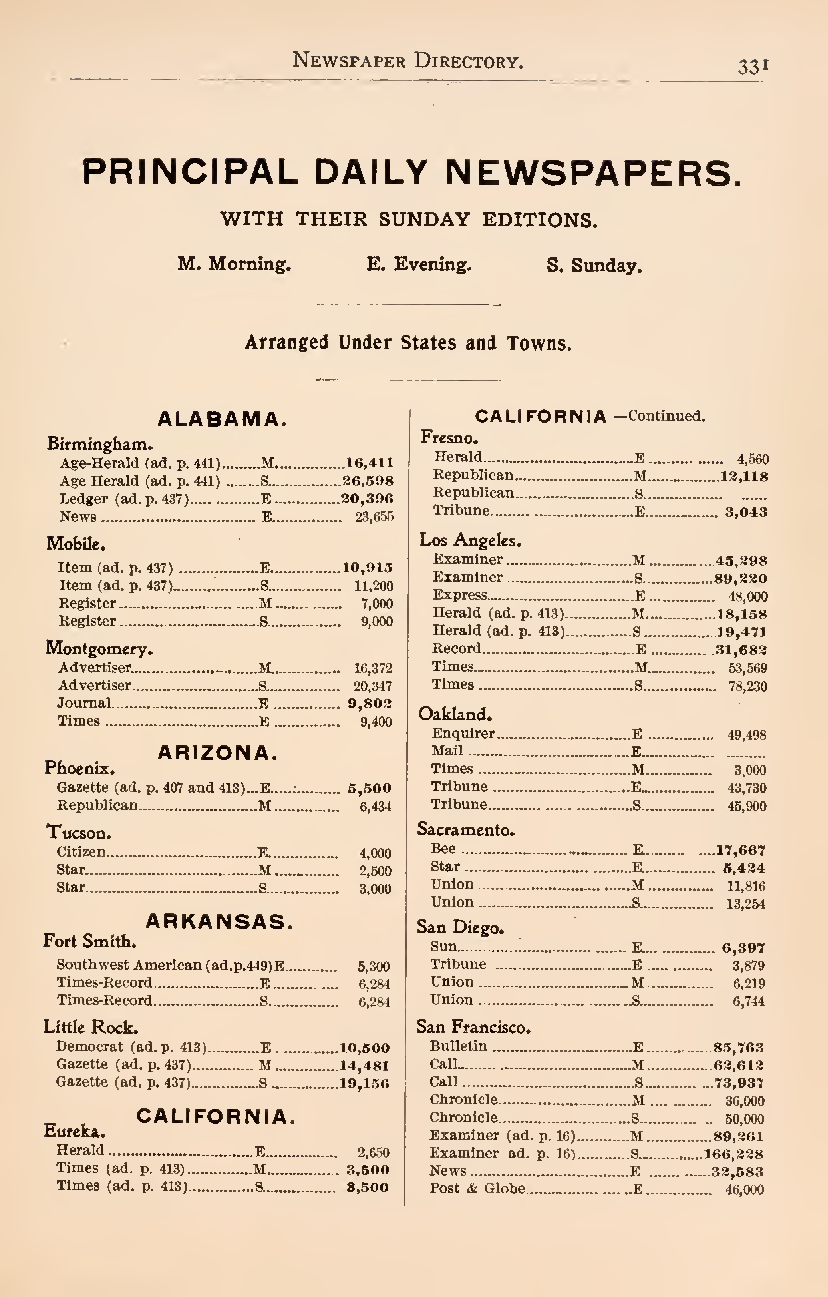 NEWSPAPER DIRECTORY.
331
PRINCIPAL DAILY NEWSPAPERS.
WITH THEIR SUNDAY EDITIONS.
M. Morning. E. Evening. S. Sunday.
Arranged Under States and Towns.
ALABAMA.
Birmingham.
Age-Herald (ad. p. 441) M. 16,411
Age Herald (ad. p. 441) S. 26,598
Ledger (ad. p. 437) E 20,396
News E. 23,655
Mobile.
Item (ad. p. 437) E. 10,915
Item (ad. p. 437) S. 11,200
Register M 7,000
Register S. 9,000
Montgomery.
Advertiser M. 16,372
Advertiser S. 20,347
Journal E 9,802
Times E 9,400
ARIZONA.
Phoenix.
Gazette (ad. p. 407 and 413) E. 5,500
Republican M 6,434
Tucson.
Citizen E. 4,000
Star M 2,500
Star S 3,000
ARKANSAS.
Fort Smith.
Southwest American (ad.p.449)E 5,300
Times-Record E 6,284
Times-Record S. 6,284
Little Rock.
Democrat (ad. p. 413) E. 10,500
Gazette (ad. p. 437) M 14,481
Gazette (ad. p. 437) S 19,156
CALIFORNIA.
Eureka.
Herald E. 2,650
Times (ad. p. 413) M. 3,500
Times (ad. p. 413) S. 3,500
CALIFORNIA —Continued.
Fresno.
Herald E 4,560
Republican M 12,118
Republican S
Tribune E. 3,043
Los Angeles.
Examiner M 45,298
Examiner S. 89,220
Express E 48,000
Herald (ad. p. 413) M. 18,158
Herald (ad. p. 413) S 19,471
Record E 31,682
Times M. 53,569
Times S. 78,230
Oakland.
Enquirer E 49,498
Mail E.
Times M 3,000
Tribune E. 43,730
Tribune S. 45,900
Sacramento.
Bee E. 17,667
Star E. 5,424
Union M 11,816
Union S. 13,254
San Diego.
Sun E. 6,397
Tribune E 3,879
Union M 6,219
Union S. 6,744
San Francisco.
Bulletin E 85,763
Call M 62,612
Call S 73,937
Chronicle M 36,000
Chronicle S. 50,000
Examiner (ad. p. 16) M 89,261
Examiner ad. p. 16) S. 166,228
News E 32,583
Post & Globe E. 46,000